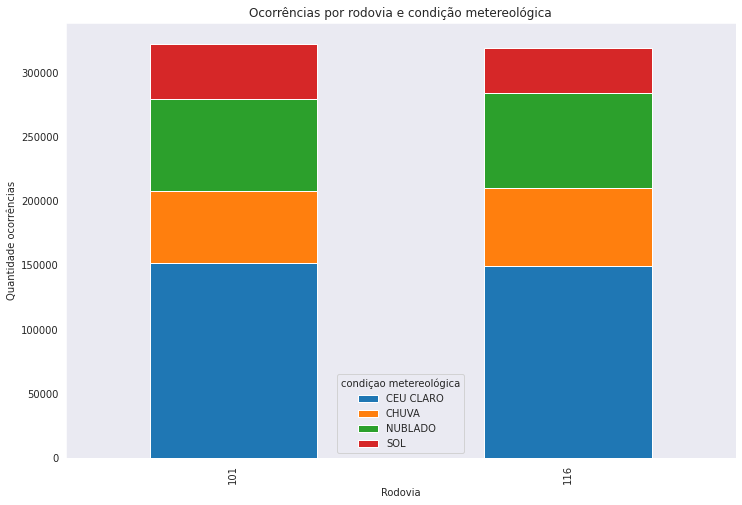 Ocorrências por rodovia e condição metereológica
Quantidade ocorrências
300000
250000
200000
150000
100000
50000
0
condiçao metereológica
CEU CLARO
CHUVA
NUBLADO
SOL
101
116
Rodovia